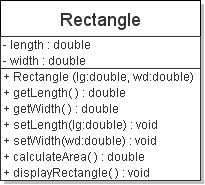 Rectangle
- length : double
- width : double
+ Rectangle (lg:double, wd:double)
+ getLength( ) : double
+ getWidth( ) : double
+ setLength(lg:double) : void
+ setWidth(wd:double) : void
+ calculateArea( ) : double
+ displayRectangle( ) : void